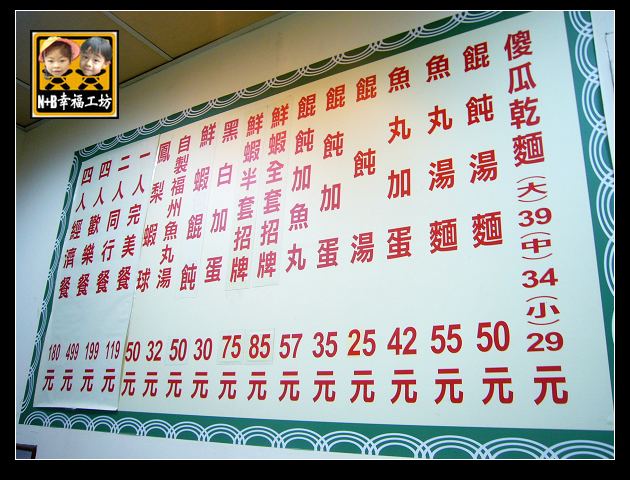 N+B幸福工坊
傻瓜乾麵(大)39(中)34(小)29元
餛飩湯麵 50元
魚丸湯麵 55元
魚丸加蛋 42元
餛飩湯 25元
餛飩加蛋 35元
餛飩加魚丸 57元
鮮蝦全套招牌 85元
鮮蝦半套招牌 75元
黑白加蛋 30元
鮮蝦餛飩 50元
自製福州魚丸湯 32元
鳳梨蝦球 50元
一人完美餐 119元
二人同行餐 199元
四人歡樂餐 499元
四人經濟餐 180元